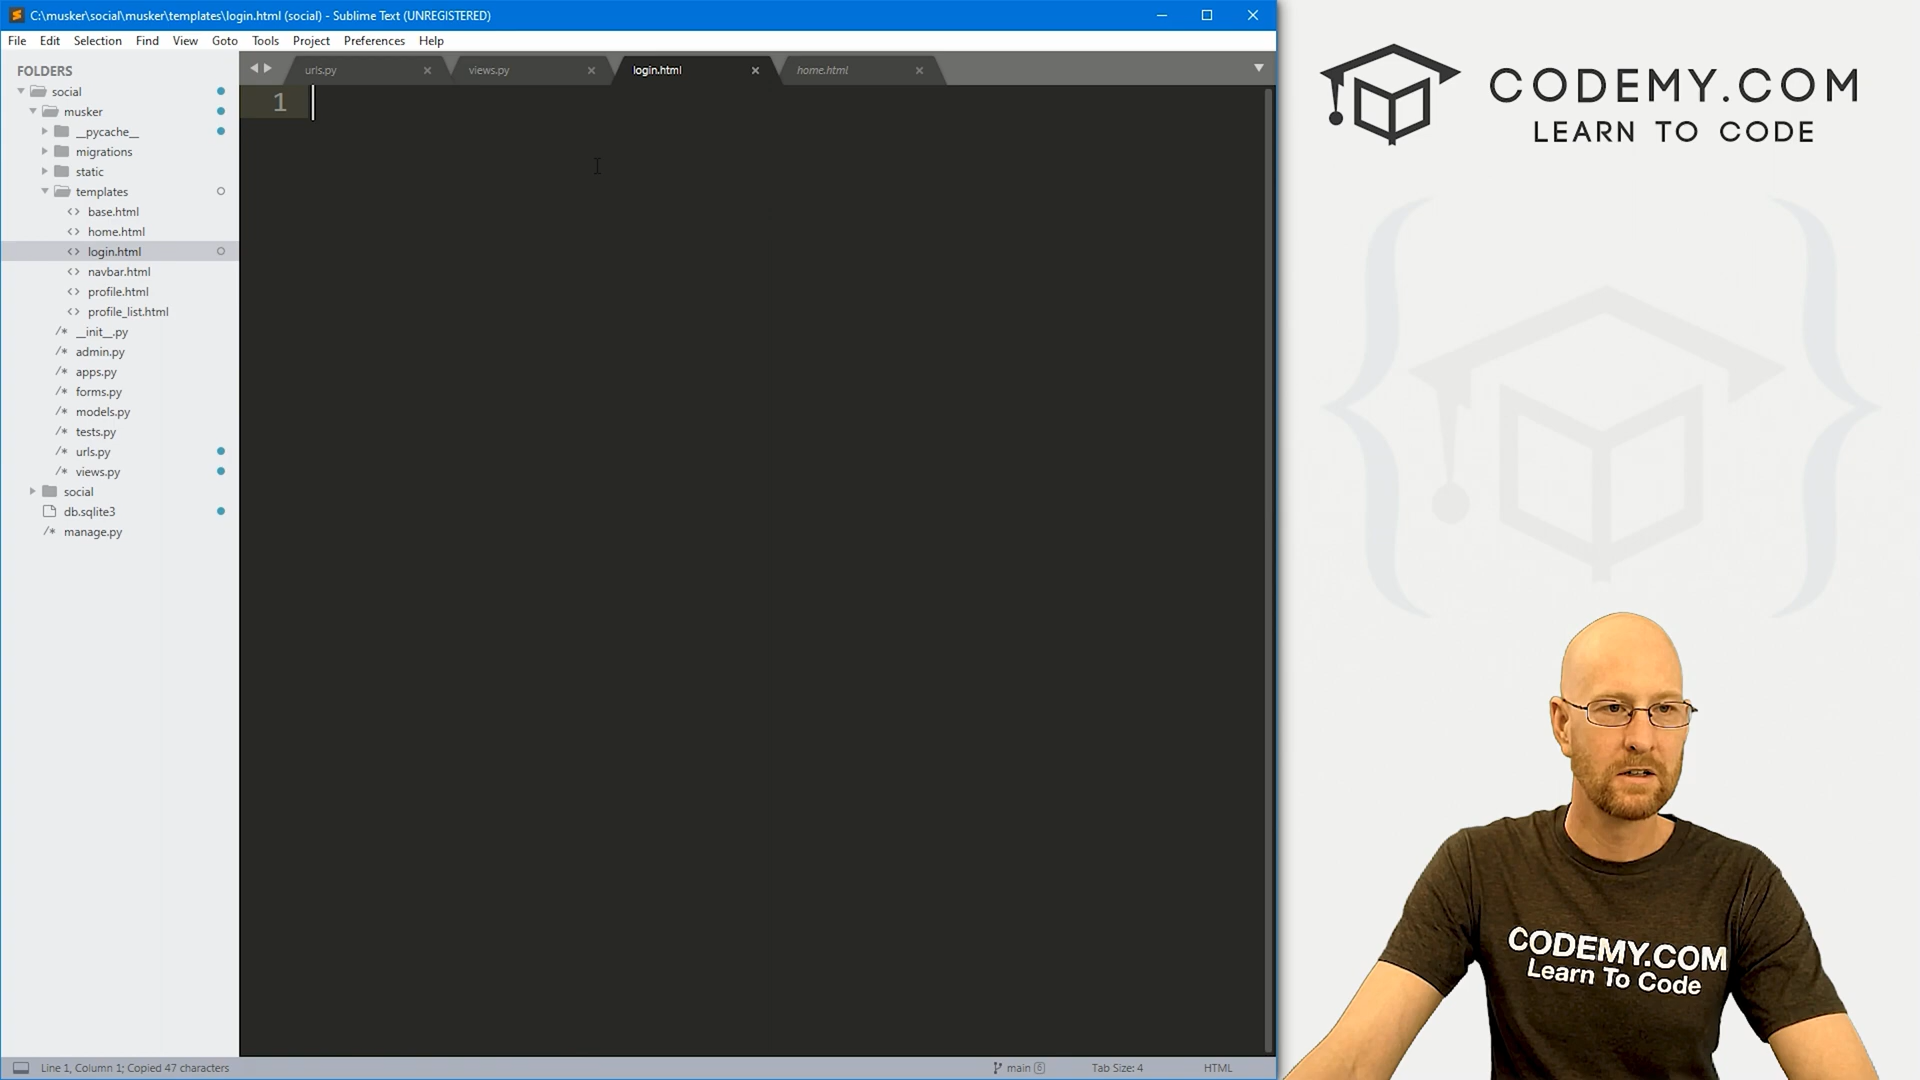 C:\musker\social\musker\templates\login.html (social) - Sublime Text (UNREGISTERED)
File Edit Selection Find View Goto Tools Project Preferences Help
FOLDERS
social
musker
__pycache__
migrations
static
templates
base.html
home.html
login.html
navbar.html
profile.html
profile_list.html
__init__.py
admin.py
apps.py
forms.py
models.py
tests.py
urls.py
views.py
social
db.sqlite3
manage.py
urls.py views.py login.html home.html
1
Line 1, Column 1; Copied 47 characters main 6 Tab Size: 4 HTML
CODEMY.COM
LEARN TO CODE
CODEMY.COM
Learn To Code